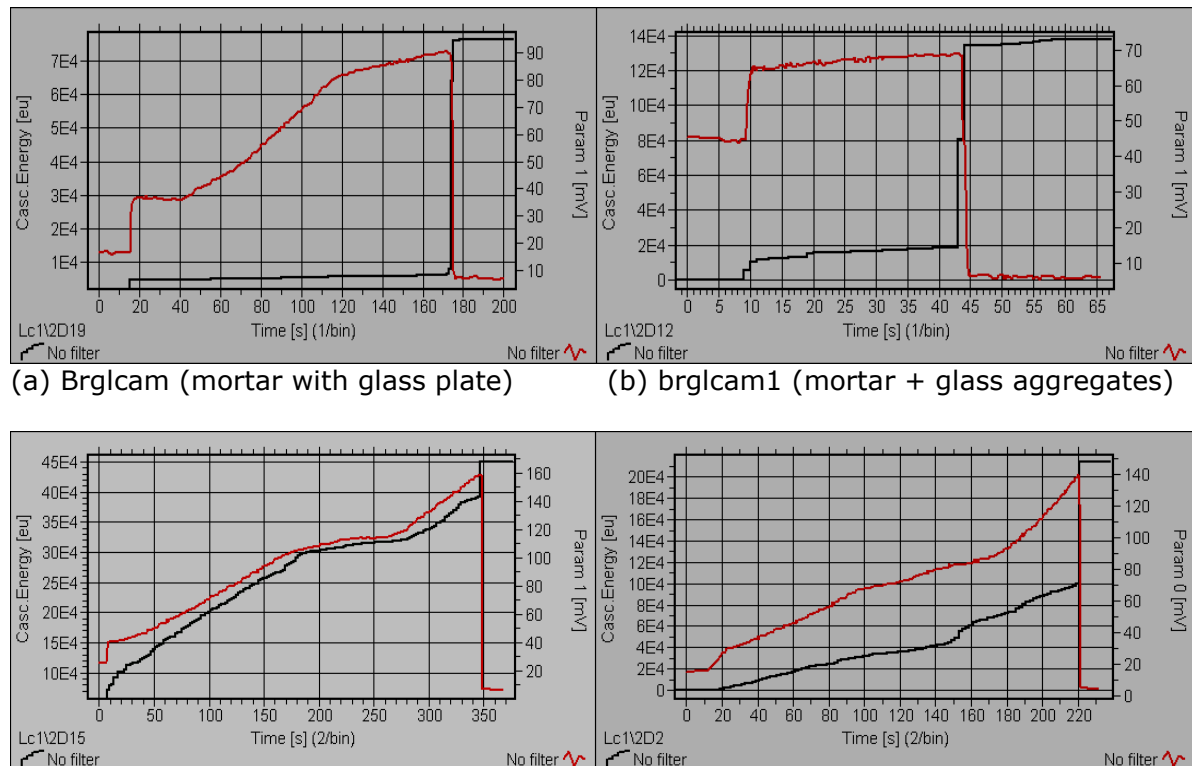 7E4 6E4 5E4 4E4 3E4 2E4 1E4
Casc.Energy [eu]
90 80 70 60 50 40 30 20 10
Param 1 [mV]
0 20 40 60 80 100 120 140 160 180 200
Time [s] (1/bin)
Lc1\2D19
No filter No filter
14E4 12E4 10E4 8E4 6E4 4E4 2E4 0
Casc.Energy [eu]
70 60 50 40 30 20 10
Param 1 [mV]
0 5 10 15 20 25 30 35 40 45 50 55 60 65
Time [s] (1/bin)
Lc1\2D12
No filter No filter
(a) Brglcam (mortar with glass plate)
(b) brglcam1 (mortar + glass aggregates)
45E4 40E4 35E4 30E4 25E4 20E4 15E4 10E4
Casc.Energy [eu]
160 140 120 100 80 60 40 20
Param 1 [mV]
0 50 100 150 200 250 300 350
Time [s] (2/bin)
Lc1\2D15
No filter No filter
20E4 18E4 16E4 14E4 12E4 10E4 8E4 6E4 4E4 2E4 0
Casc.Energy [eu]
140 120 100 80 60 40 20 0
Param 0 [mV]
0 20 40 60 80 100 120 140 160 180 200 220
Time [s] (2/bin)
Lc1\2D2
No filter No filter